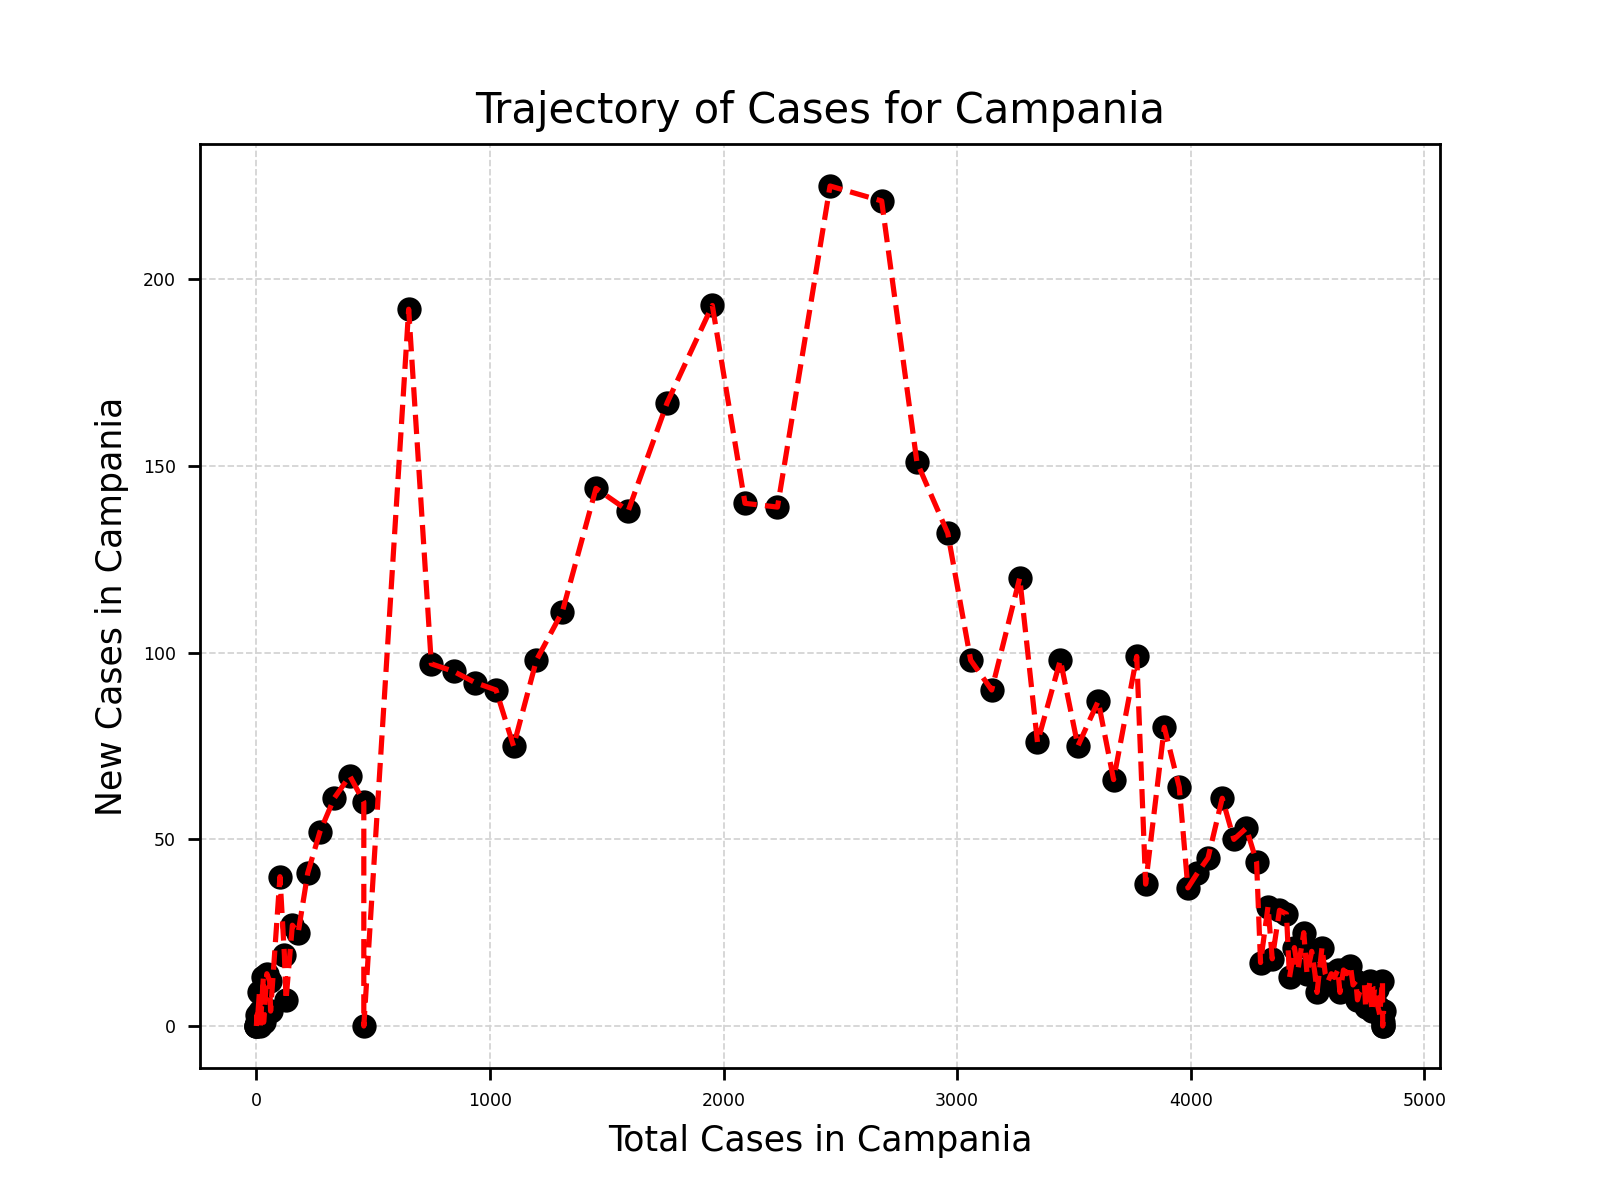 Trajectory of Cases for Campania
New Cases in Campania
200
150
100
50
0
0 1000 2000 3000 4000 5000
Total Cases in Campania